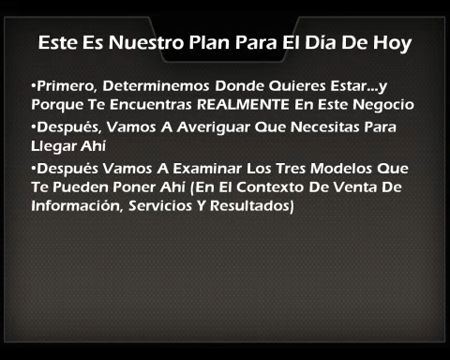 Este Es Nuestro Plan Para El Día De Hoy
•Primero, Determinemos Donde Quieres Estar...y
Porque Te Encuentras REALMENTE En Este Negocio
•Después, Vamos A Averiguar Que Necesitas Para
Llegar Ahí
•Después Vamos A Examinar Los Tres Modelos Que
Te Pueden Poner Ahí (En El Contexto De Venta De
Información, Servicios Y Resultados)